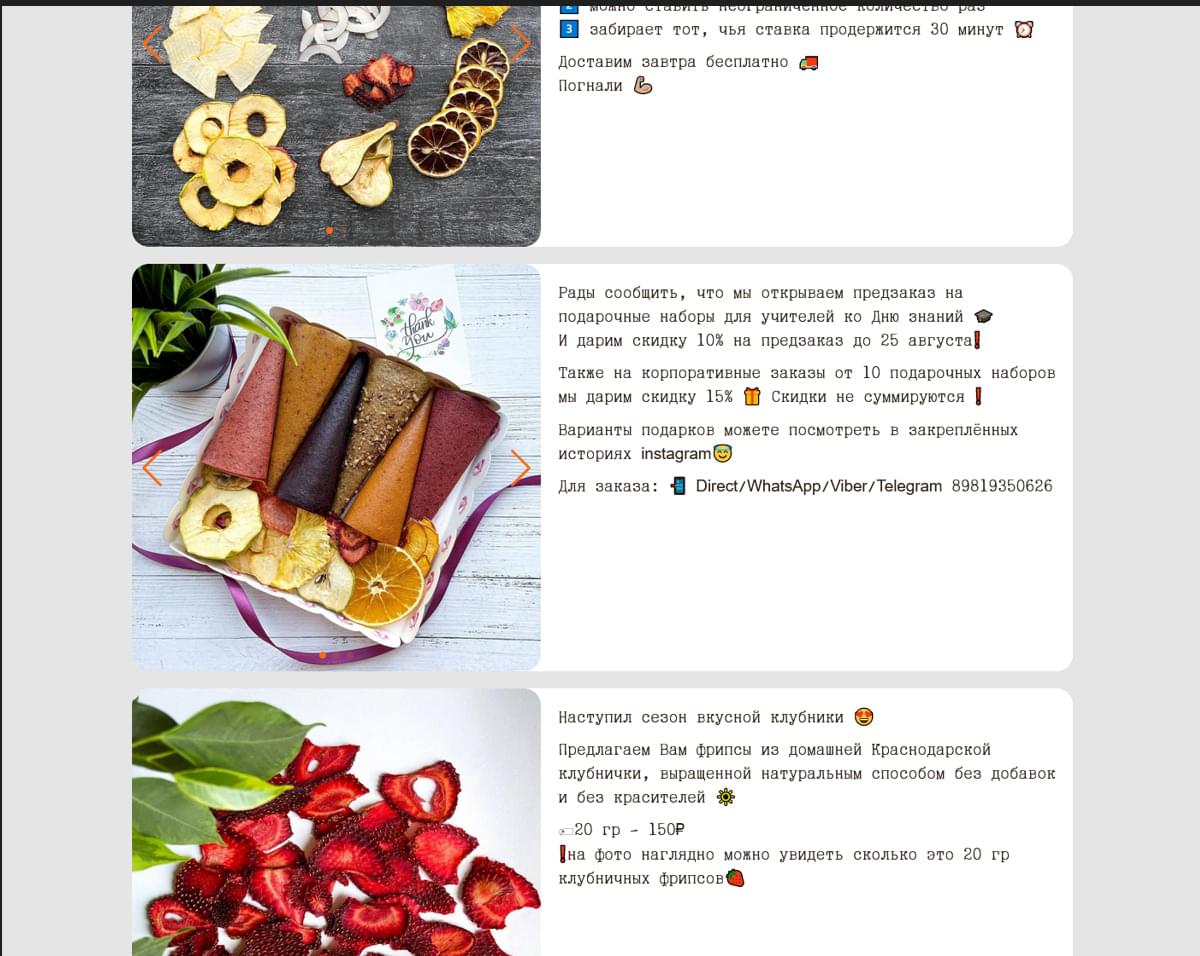 2 можно ставить неограниченное количество раз
3 забирает тот, чья ставка продержится 30 минут ⏰
Доставим завтра бесплатно 🚚
Погнали 💪🏼
thank
you
Рады сообщить, что мы открываем предзаказ на
подарочные наборы для учителей ко Дню знаний 🎓
И дарим скидку 10% на предзаказ до 25 августа❗
Также на корпоративные заказы от 10 подарочных наборов
мы дарим скидку 15% 🎁 Скидки не суммируются ❗
Варианты подарков можете посмотреть в закреплённых
историях instagram😇
Для заказа: 📲 Direct/WhatsApp/Viber/Telegram 89819350626
Наступил сезон вкусной клубники 😍
Предлагаем Вам фрипсы из домашней Краснодарской
клубнички, выращенной натуральным способом без добавок
и без красителей 🔆
🏷20 гр - 150₽
❗на фото наглядно можно увидеть сколько это 20 гр
клубничных фрипсов🍓